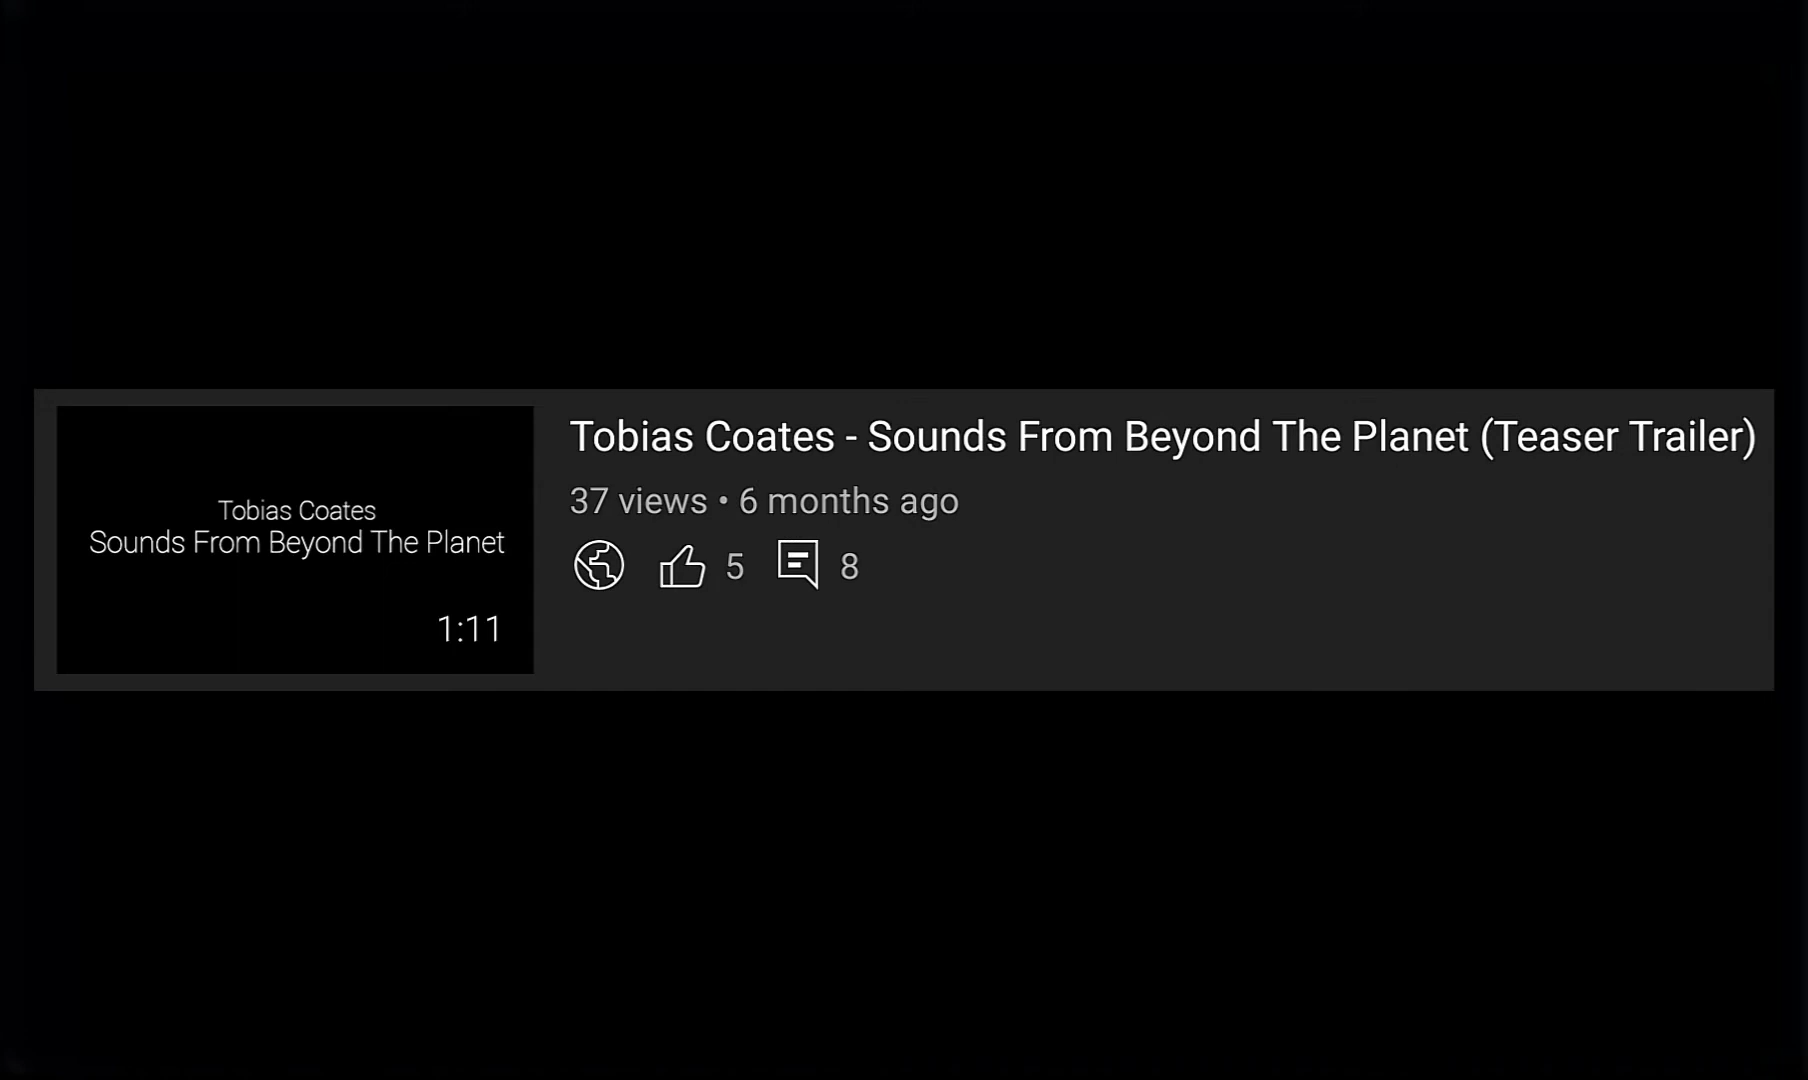 Tobias Coates
Sounds From Beyond The Planet
1:11
Tobias Coates - Sounds From Beyond The Planet (Teaser Trailer)
37 views • 6 months ago
5 8